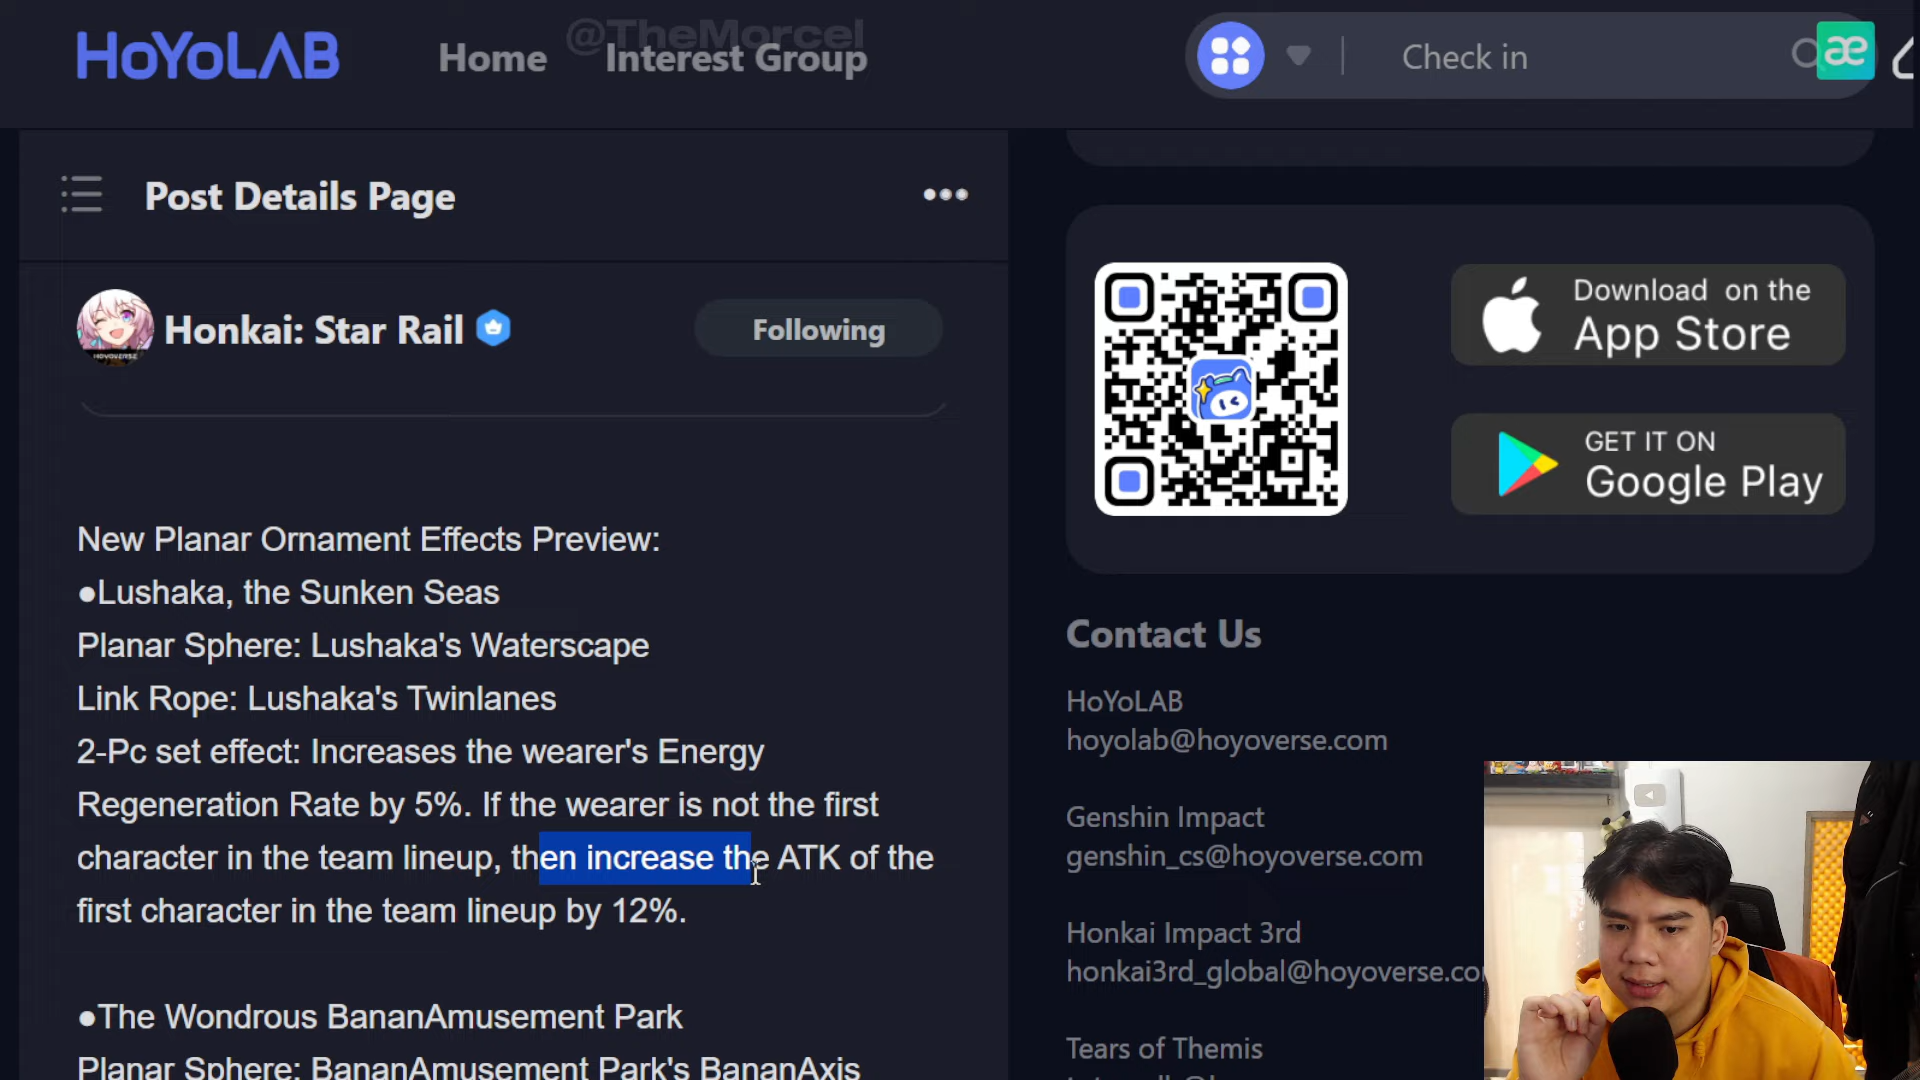 HoYoLAB
@TheMorcel
Home
Interest Group
Check in
æ
Post Details Page
Honkai: Star Rail
HOYOVERSE
Following
New Planar Ornament Effects Preview:
●Lushaka, the Sunken Seas
Planar Sphere: Lushaka's Waterscape
Link Rope: Lushaka's Twinlanes
2-Pc set effect: Increases the wearer's Energy
Regeneration Rate by 5%. If the wearer is not the first
character in the team lineup, then increase the ATK of the
first character in the team lineup by 12%.
●The Wondrous BananAmusement Park
Planar Sphere: BananAmusement Park's BananAxis
Download on the
App Store
GET IT ON
Google Play
Contact Us
HoYoLAB
hoyolab@hoyoverse.com
Genshin Impact
genshin_cs@hoyoverse.com
Honkai Impact 3rd
honkai3rd_global@hoyoverse.co
Tears of Themis